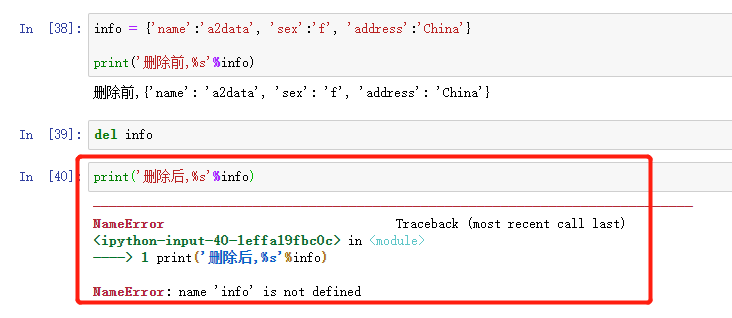 In [38]: info = {'name':'a2data', 'sex':'f', 'address':'China'}
print('删除前,%s'%info)
删除前,{'name': 'a2data', 'sex': 'f', 'address': 'China'}
In [39]: del info
In [40]: print('删除后,%s'%info)
NameError Traceback (most recent call last)
<ipython-input-40-1effa19fbc0c> in <module>
----> 1 print('删除后,%s'%info)
NameError: name 'info' is not defined